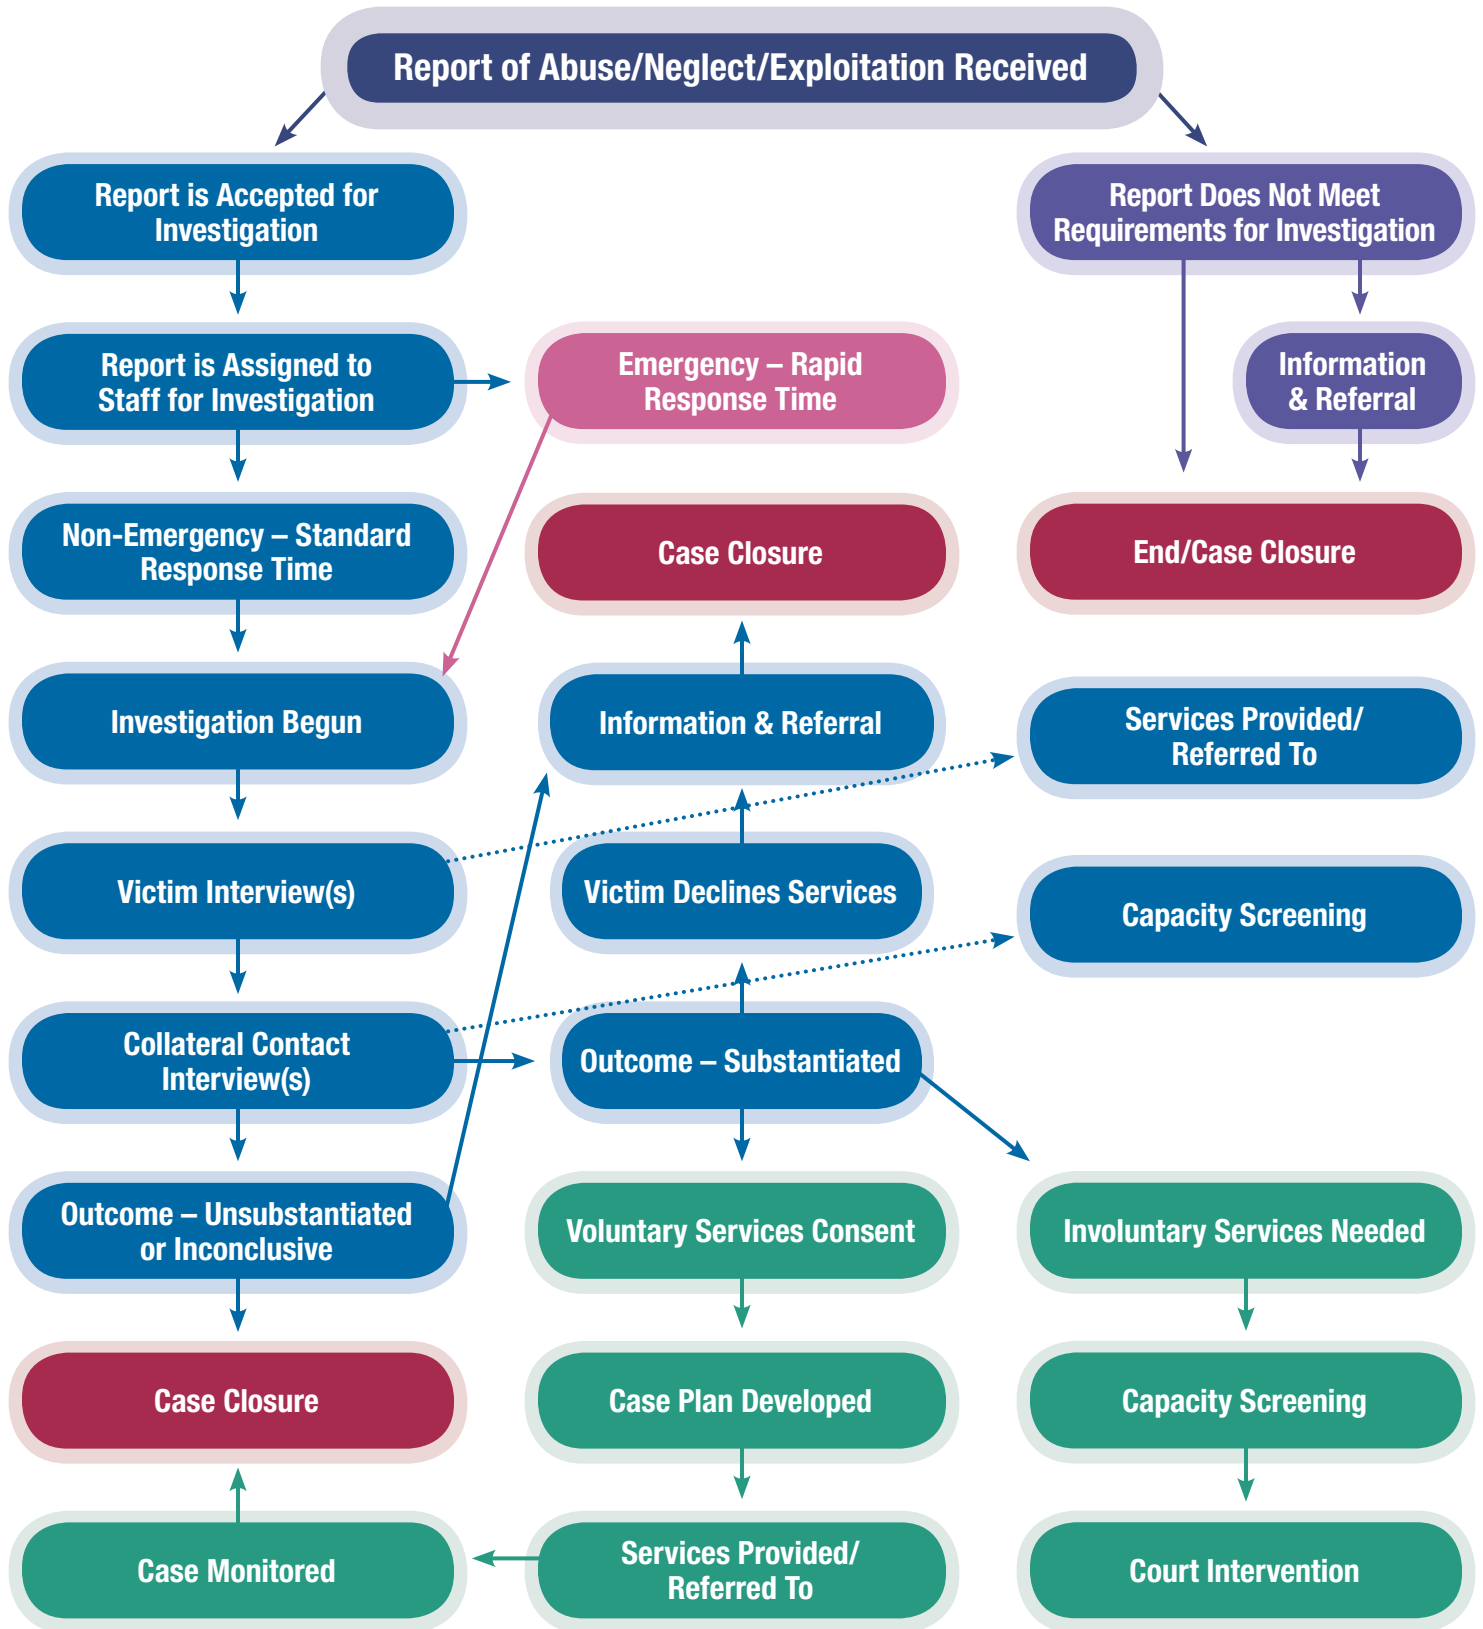 Report of Abuse/Neglect/Exploitation Received
Report is Accepted for
Investigation
Report Does Not Meet
Requirements for Investigation
Report is Assigned to
Staff for Investigation
Emergency – Rapid
Response Time
Information
& Referral
Non-Emergency – Standard
Response Time
Case Closure
End/Case Closure
Investigation Begun
Information & Referral
Services Provided/
Referred To
Victim Interview(s)
Victim Declines Services
Capacity Screening
Collateral Contact
Interview(s)
Outcome – Substantiated
Outcome – Unsubstantiated
or Inconclusive
Voluntary Services Consent
Involuntary Services Needed
Case Closure
Case Plan Developed
Capacity Screening
Case Monitored
Services Provided/
Referred To
Court Intervention